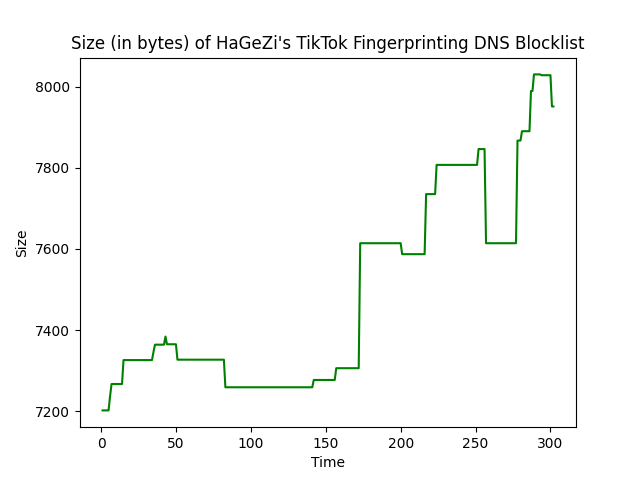 Size (in bytes) of HaGeZi's TikTok Fingerprinting DNS Blocklist
8000
7800
7600
7400
7200
Size
0 50 100 150 200 250 300
Time